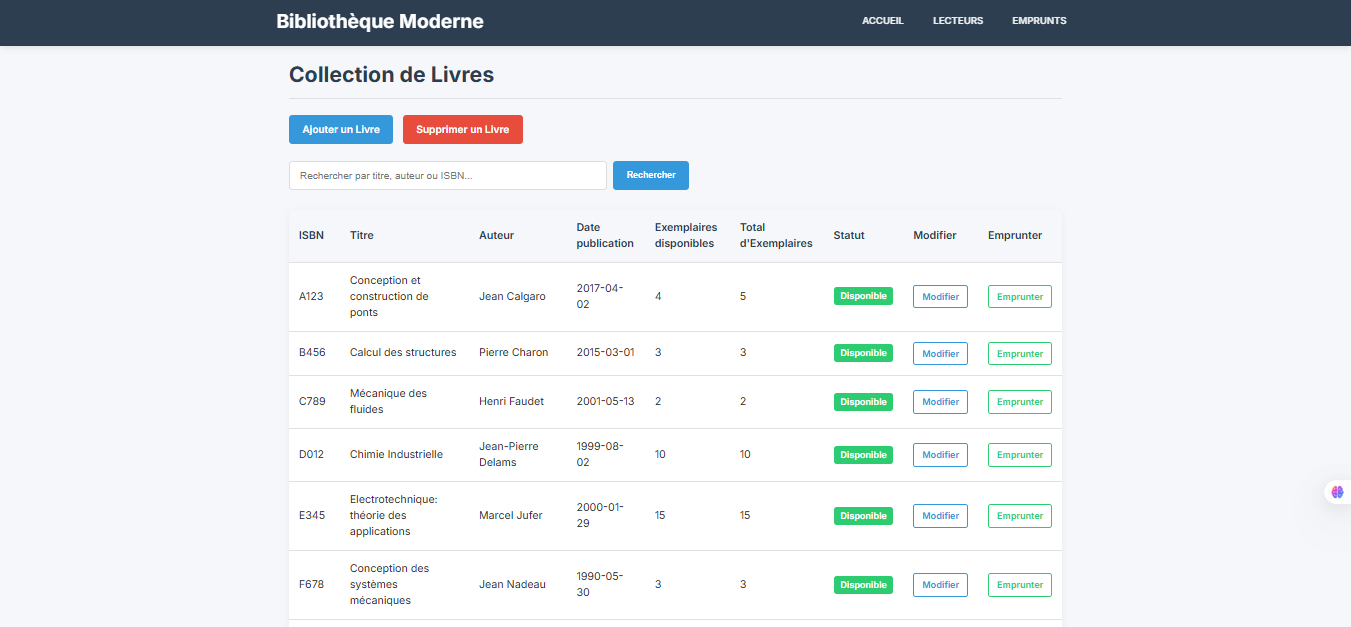 Bibliothèque Moderne
ACCUEIL LECTEURS EMPRUNTS
Collection de Livres
Ajouter un Livre Supprimer un Livre
Rechercher par titre, auteur ou ISBN... Rechercher
ISBN Titre Auteur Date publication Exemplaires disponibles Total d'Exemplaires Statut Modifier Emprunter
A123 Conception et construction de ponts Jean Calgaro 2017-04-02 4 5 Disponible Modifier Emprunter
B456 Calcul des structures Pierre Charon 2015-03-01 3 3 Disponible Modifier Emprunter
C789 Mécanique des fluides Henri Faudet 2001-05-13 2 2 Disponible Modifier Emprunter
D012 Chimie Industrielle Jean-Pierre Delams 1999-08-02 10 10 Disponible Modifier Emprunter
E345 Electrotechnique: théorie des applications Marcel Jufer 2000-01-29 15 15 Disponible Modifier Emprunter
F678 Conception des systèmes mécaniques Jean Nadeau 1990-05-30 3 3 Disponible Modifier Emprunter